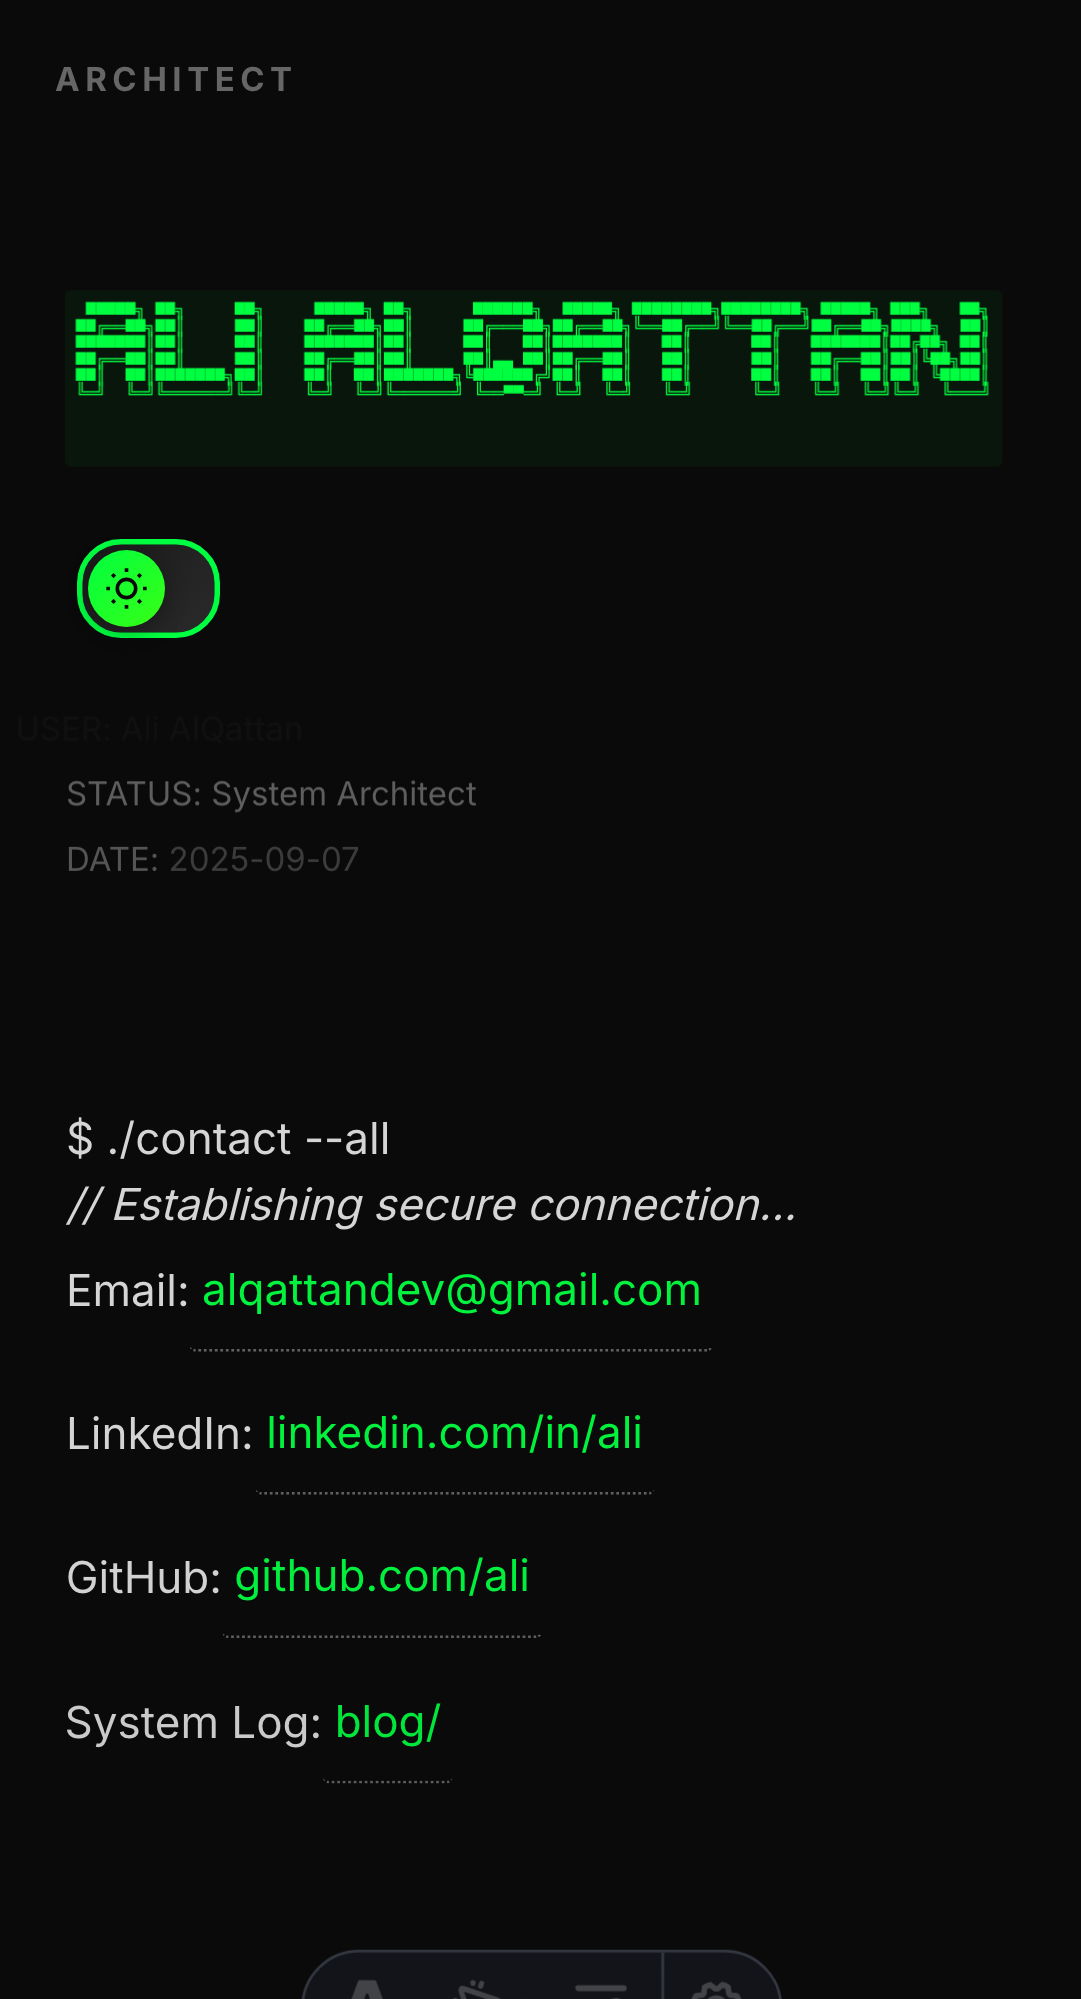 ARCHITECT
ALI ALQATTAN
USER: Ali AlQattan
STATUS: System Architect
DATE: 2025-09-07
$ ./contact --all
// Establishing secure connection...
Email: alqattandev@gmail.com
LinkedIn: linkedin.com/in/ali
GitHub: github.com/ali
System Log: blog/